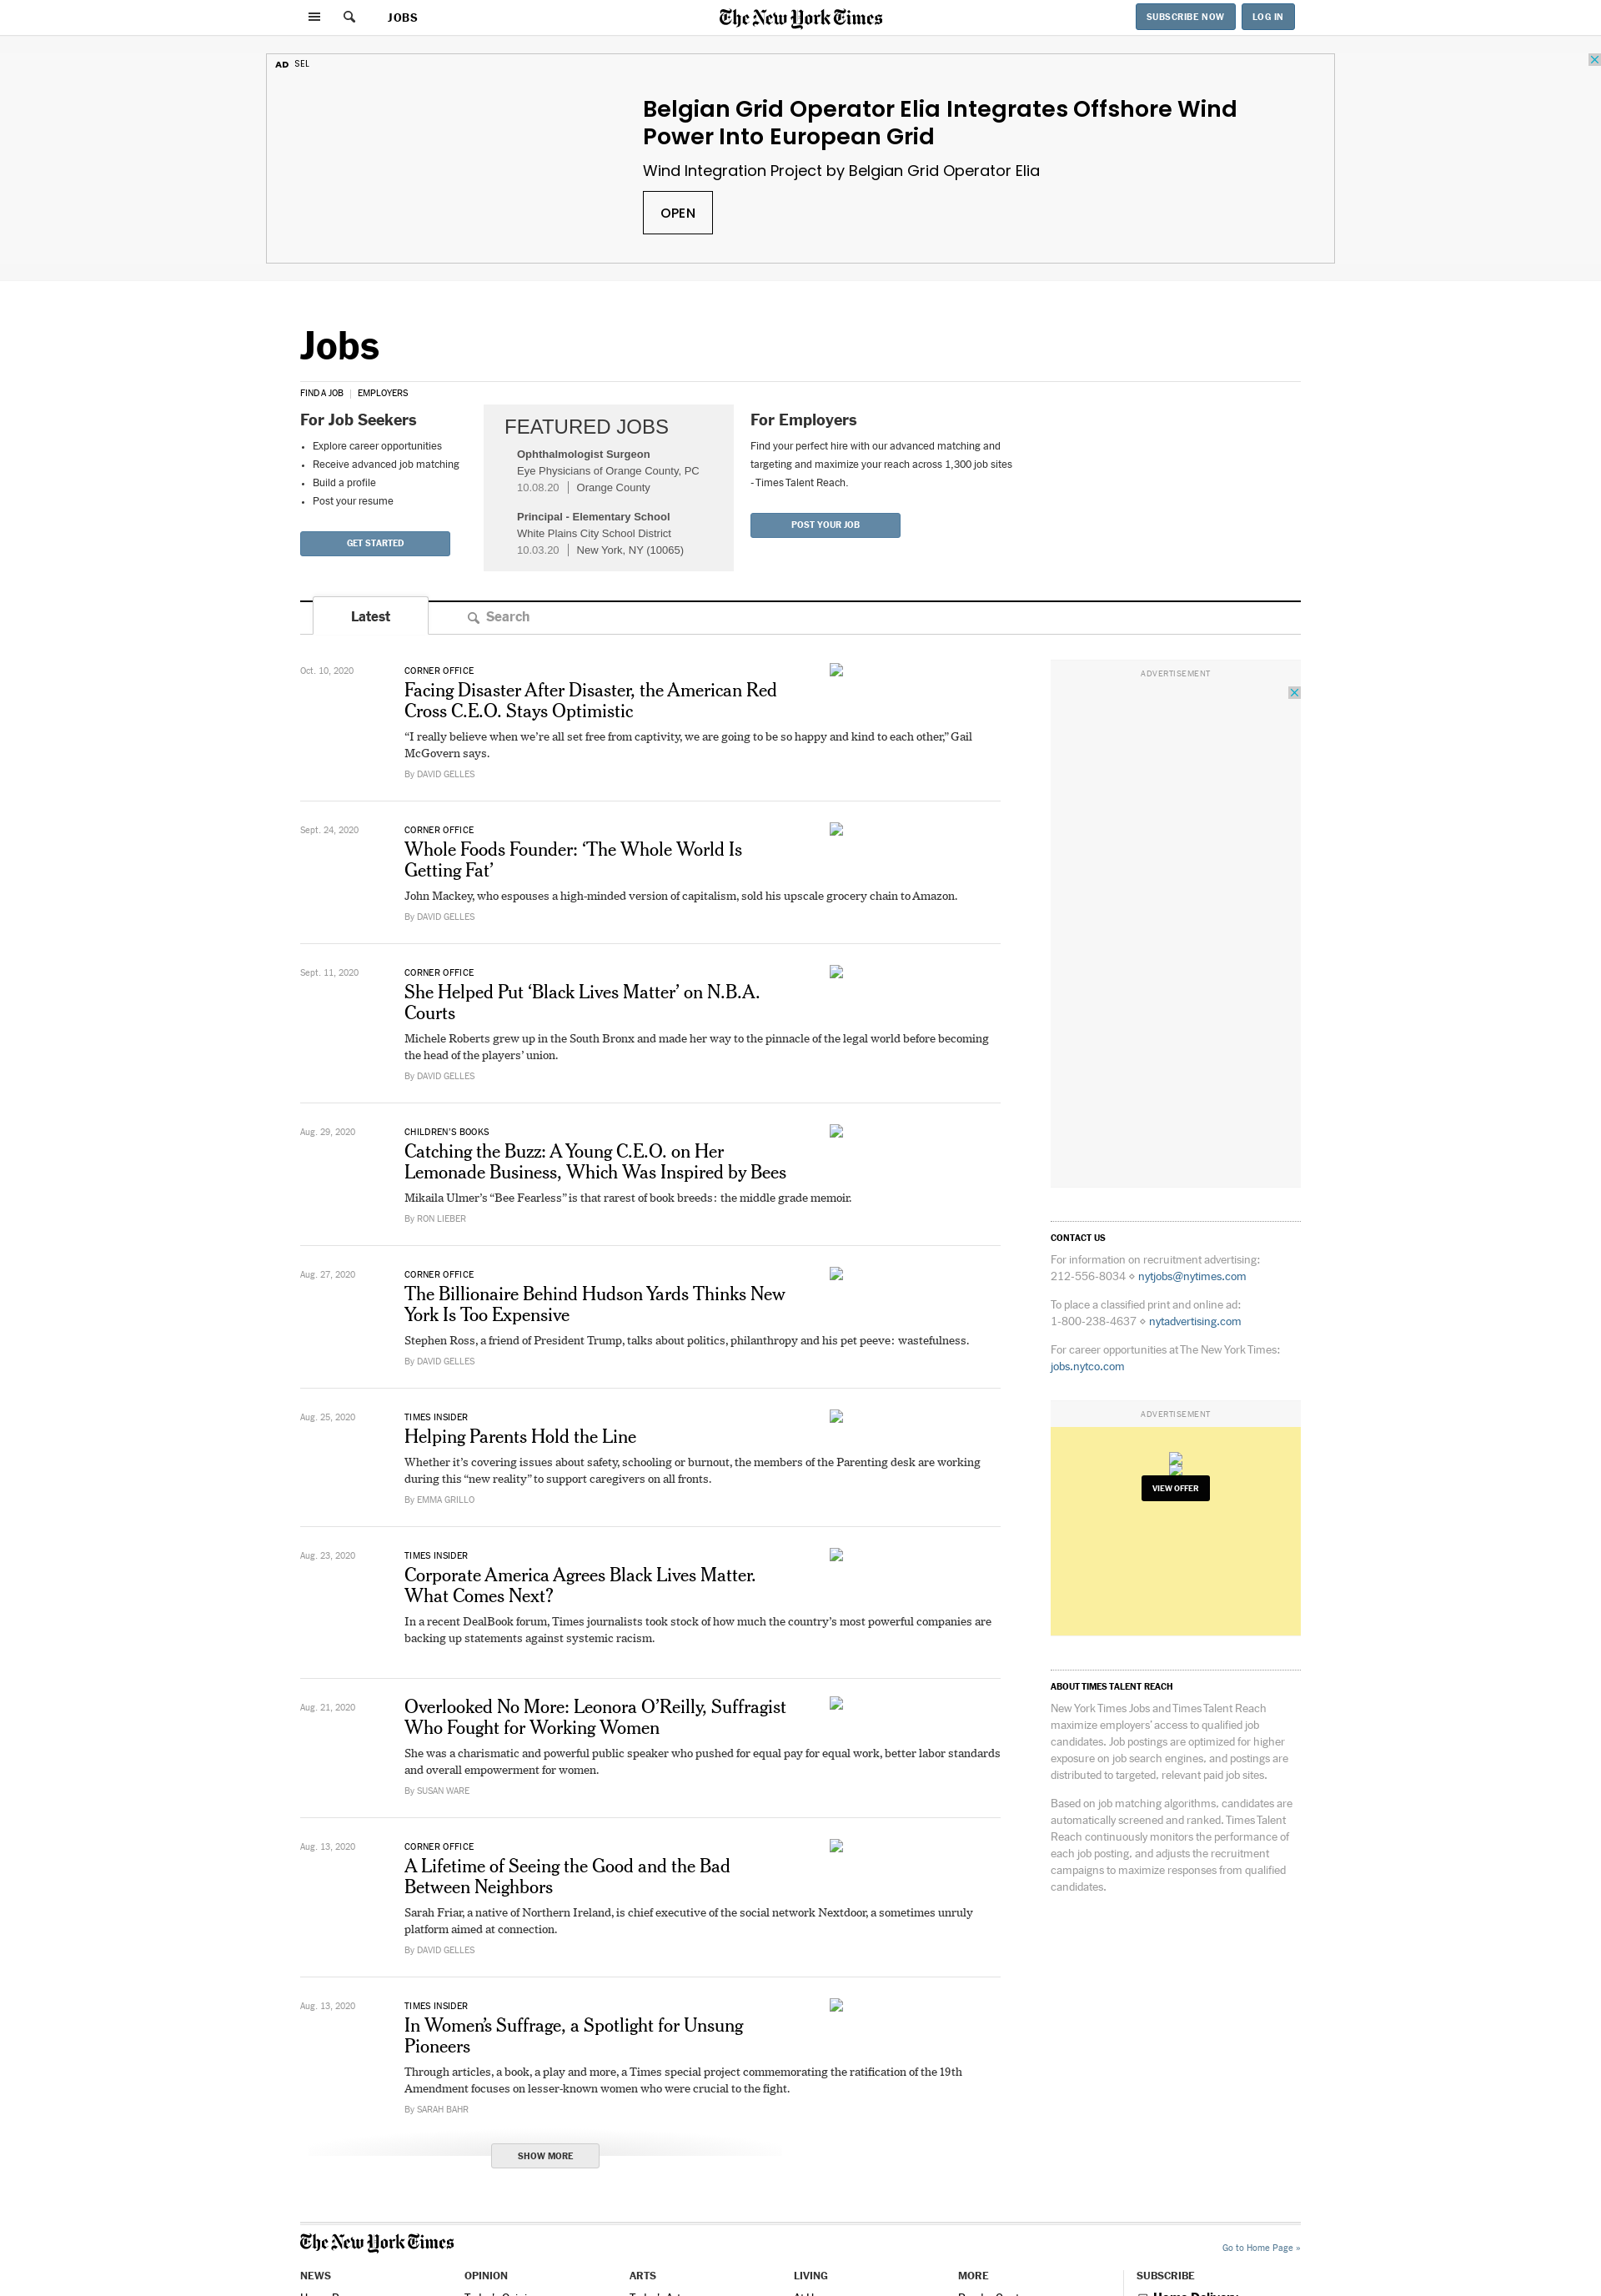 JOBS
The New York Times
SUBSCRIBE NOW
LOG IN
AD SEL
Belgian Grid Operator Elia Integrates Offshore Wind
Power Into European Grid
Wind Integration Project by Belgian Grid Operator Elia
OPEN
Jobs
FIND A JOB
EMPLOYERS
For Job Seekers
• Explore career opportunities
• Receive advanced job matching
• Build a profile
• Post your resume
GET STARTED
FEATURED JOBS
Ophthalmologist Surgeon
Eye Physicians of Orange County, PC
10.08.20 | Orange County
Principal - Elementary School
White Plains City School District
10.03.20 | New York, NY (10065)
For Employers
Find your perfect hire with our advanced matching and
targeting and maximize your reach across 1,300 job sites
- Times Talent Reach.
POST YOUR JOB
Latest
Search
Oct. 10, 2020
CORNER OFFICE
Facing Disaster After Disaster, the American Red
Cross C.E.O. Stays Optimistic
“I really believe when we’re all set free from captivity, we are going to be so happy and kind to each other,” Gail
McGovern says.
By DAVID GELLES
Sept. 24, 2020
CORNER OFFICE
Whole Foods Founder: ‘The Whole World Is
Getting Fat’
John Mackey, who espouses a high-minded version of capitalism, sold his upscale grocery chain to Amazon.
By DAVID GELLES
Sept. 11, 2020
CORNER OFFICE
She Helped Put ‘Black Lives Matter’ on N.B.A.
Courts
Michele Roberts grew up in the South Bronx and made her way to the pinnacle of the legal world before becoming
the head of the players’ union.
By DAVID GELLES
Aug. 29, 2020
CHILDREN’S BOOKS
Catching the Buzz: A Young C.E.O. on Her
Lemonade Business, Which Was Inspired by Bees
Mikaila Ulmer’s “Bee Fearless” is that rarest of book breeds: the middle grade memoir.
By RON LIEBER
Aug. 27, 2020
CORNER OFFICE
The Billionaire Behind Hudson Yards Thinks New
York Is Too Expensive
Stephen Ross, a friend of President Trump, talks about politics, philanthropy and his pet peeve: wastefulness.
By DAVID GELLES
Aug. 25, 2020
TIMES INSIDER
Helping Parents Hold the Line
Whether it’s covering issues about safety, schooling or burnout, the members of the Parenting desk are working
during this “new reality” to support caregivers on all fronts.
By EMMA GRILLO
Aug. 23, 2020
TIMES INSIDER
Corporate America Agrees Black Lives Matter.
What Comes Next?
In a recent DealBook forum, Times journalists took stock of how much the country’s most powerful companies are
backing up statements against systemic racism.
Aug. 21, 2020
Overlooked No More: Leonora O’Reilly, Suffragist
Who Fought for Working Women
She was a charismatic and powerful public speaker who pushed for equal pay for equal work, better labor standards
and overall empowerment for women.
By SUSAN WARE
Aug. 13, 2020
CORNER OFFICE
A Lifetime of Seeing the Good and the Bad
Between Neighbors
Sarah Friar, a native of Northern Ireland, is chief executive of the social network Nextdoor, a sometimes unruly
platform aimed at connection.
By DAVID GELLES
Aug. 13, 2020
TIMES INSIDER
In Women’s Suffrage, a Spotlight for Unsung
Pioneers
Through articles, a book, a play and more, a Times special project commemorating the ratification of the 19th
Amendment focuses on lesser-known women who were crucial to the fight.
By SARAH BAHR
SHOW MORE
ADVERTISEMENT
CONTACT US
For information on recruitment advertising:
212-556-8034 ⋄ nytjobs@nytimes.com
To place a classified print and online ad:
1-800-238-4637 ⋄ nytadvertising.com
For career opportunities at The New York Times:
jobs.nytco.com
ADVERTISEMENT
VIEW OFFER
ABOUT TIMES TALENT REACH
New York Times Jobs and Times Talent Reach
maximize employers’ access to qualified job
candidates. Job postings are optimized for higher
exposure on job search engines, and postings are
distributed to targeted, relevant paid job sites.
Based on job matching algorithms, candidates are
automatically screened and ranked. Times Talent
Reach continuously monitors the performance of
each job posting, and adjusts the recruitment
campaigns to maximize responses from qualified
candidates.
The New York Times
Go to Home Page »
NEWS
OPINION
ARTS
LIVING
MORE
SUBSCRIBE